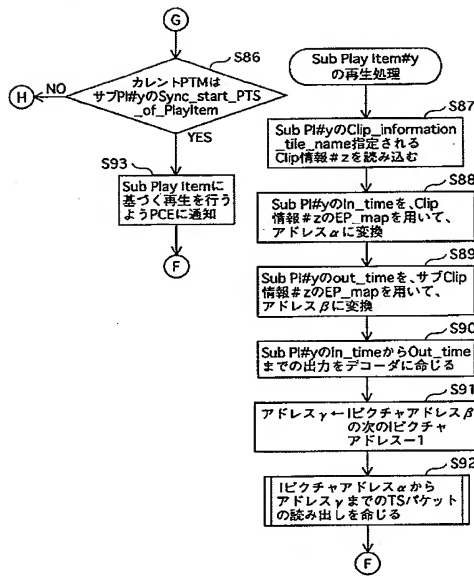 G
S86
カレントPTMは
サブPI#yのSync_start_PTS
_of_PlayItem
NO
H
YES
S93
Sub Play Itemに
基づく再生を行う
ようPCEに通知
F
Sub Play Item#y
の再生処理
S87
Sub PI#yのClip_information
_tile_name指定される
Clip情報#zを読み込む
S88
Sub PI#yのIn_timeを、Clip
情報#zのEP_mapを用いて、
アドレスαに変換
S89
Sub PI#yのout_timeを、サブClip
情報#zのEP_mapを用いて、
アドレスβに変換
S90
Sub PI#yのIn_timeからOut_time
までの出力をデコーダに命じる
S91
アドレスγ←Iピクチャアドレスβ
の次のIピクチャ
アドレスー1
S92
Iピクチャアドレスαから
アドレスγまでのTSパケット
の読み出しを命じる
F